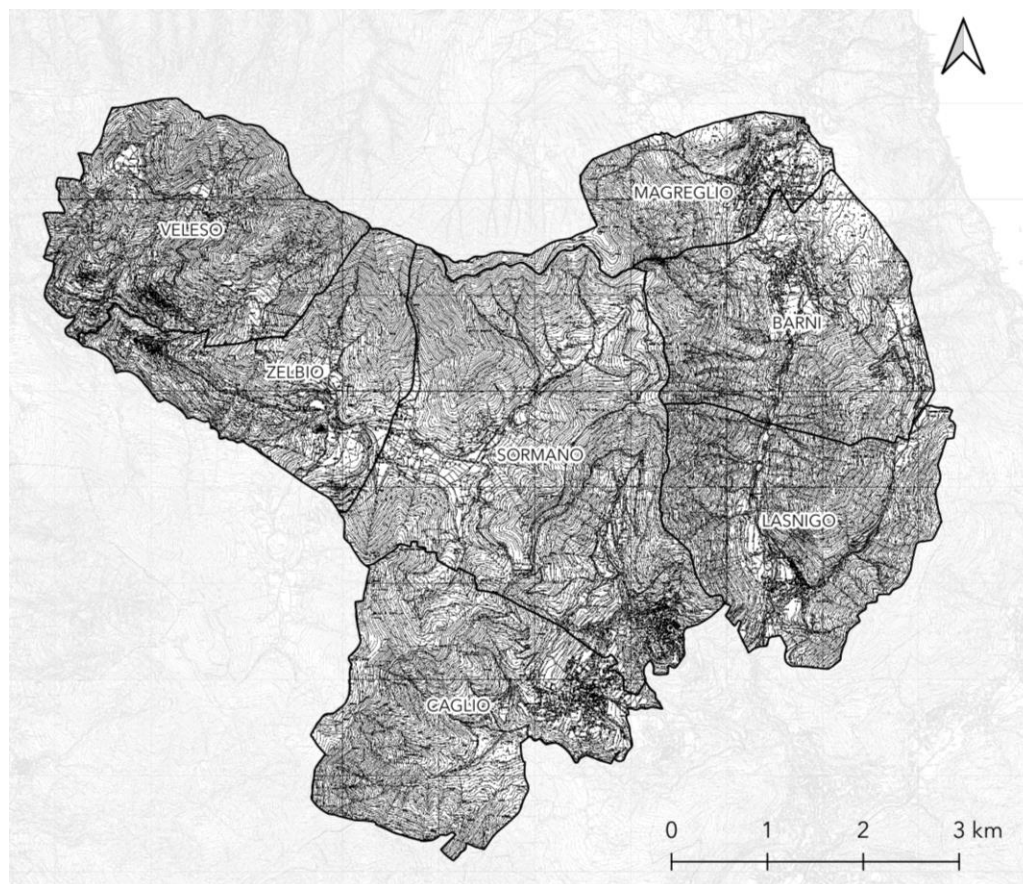 MAGREGLIO
VELESO
BARNI
ZELBIO
SORMANO
LASNIGO
CAGLIO
0 1 2 3 km